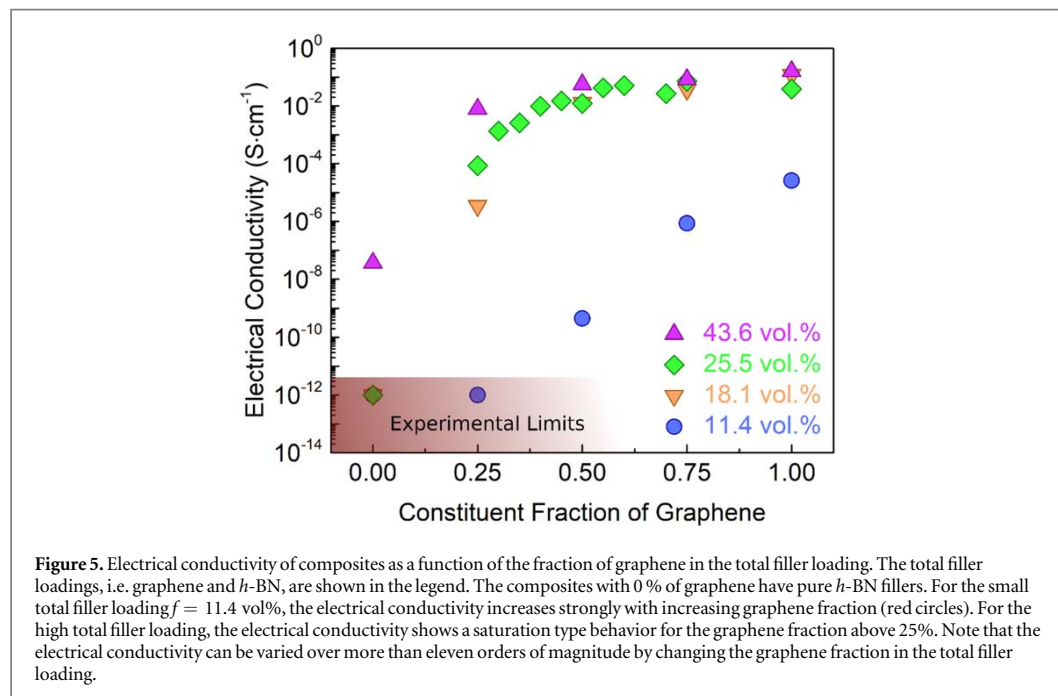 10^0
10^-2
10^-4
10^-6
10^-8
10^-10
10^-12
10^-14
Electrical Conductivity (S·cm^-1)
43.6 vol.%
25.5 vol.%
18.1 vol.%
11.4 vol.%
Experimental Limits
0.00 0.25 0.50 0.75 1.00
Constituent Fraction of Graphene
Figure 5. Electrical conductivity of composites as a function of the fraction of graphene in the total filler loading. The total filler
loadings, i.e. graphene and h-BN, are shown in the legend. The composites with 0 % of graphene have pure h-BN fillers. For the small
total filler loading f = 11.4 vol%, the electrical conductivity increases strongly with increasing graphene fraction (red circles). For the
high total filler loading, the electrical conductivity shows a saturation type behavior for the graphene fraction above 25%. Note that the
electrical conductivity can be varied over more than eleven orders of magnitude by changing the graphene fraction in the total filler
loading.